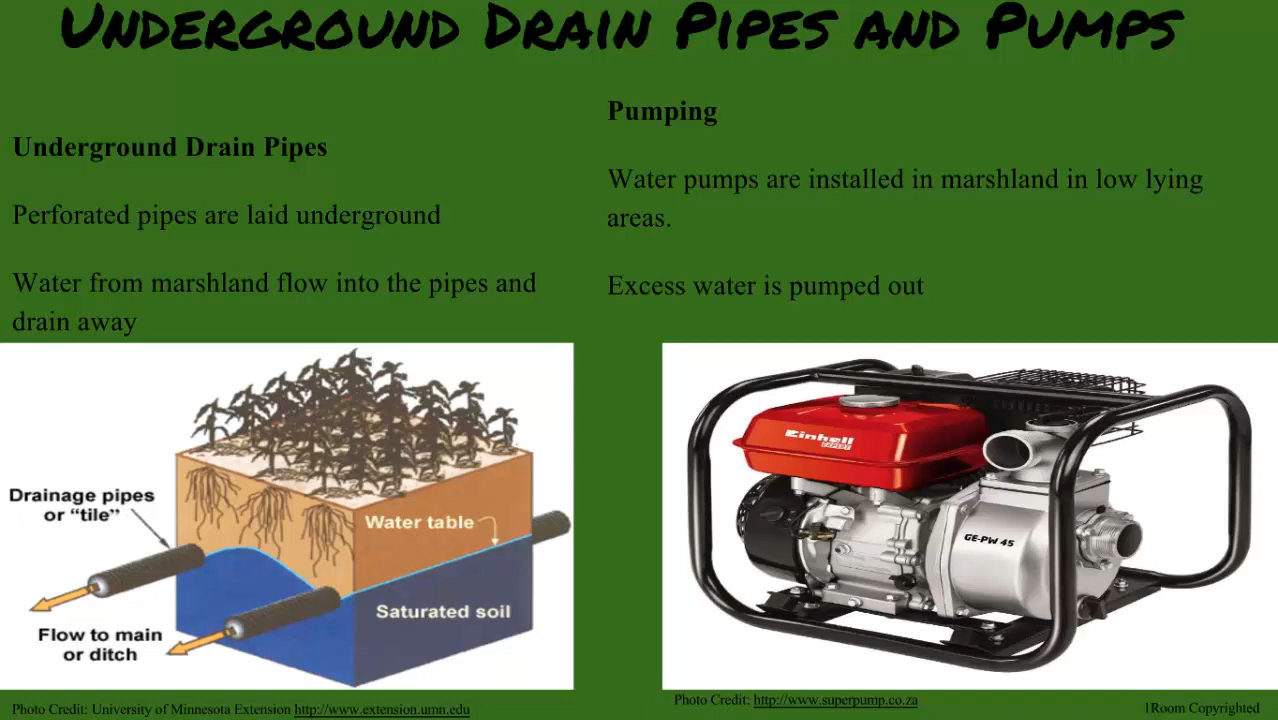 Underground Drain Pipes and Pumps
Underground Drain Pipes
Perforated pipes are laid underground
Water from marshland flow into the pipes and
drain away
Pumping
Water pumps are installed in marshland in low lying
areas.
Excess water is pumped out
Drainage pipes
or “tile”
Water table
Saturated soil
Flow to main
or ditch
Einhell
EXPERT
GE-PW 45
Photo Credit: University of Minnesota Extension http://www.extension.umn.edu
Photo Credit: http://www.superpump.co.za
1Room Copyrighted